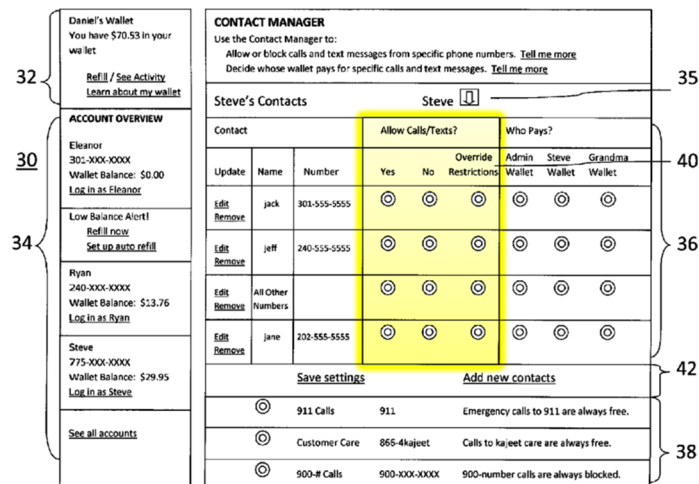 Daniel's Wallet
You have $70.53 in your
wallet
Refill / See Activity
Learn about my wallet
32
ACCOUNT OVERVIEW
Eleanor
301-XXX-XXXX
Wallet Balance: $0.00
Log in as Eleanor
30
Low Balance Alert!
Refill now
Set up auto refill
34
Ryan
240-XXX-XXXX
Wallet Balance: $13.76
Log in as Ryan
Steve
775-XXX-XXXX
Wallet Balance: $29.95
Log in as Steve
See all accounts
CONTACT MANAGER
Use the Contact Manager to:
Allow or block calls and text messages from specific phone numbers. Tell me more
Decide whose wallet pays for specific calls and text messages. Tell me more
Steve's Contacts Steve
35
Contact Allow Calls/Texts? Who Pays?
Override Admin Steve Grandma
Update Name Number Yes No Restrictions Wallet Wallet Wallet
40
Edit jack 301-555-5555
Remove
Edit jeff 240-555-5555
Remove
36
Edit All Other
Remove Numbers
Edit jane 202-555-5555
Remove
Save settings Add new contacts
42
911 Calls 911 Emergency calls to 911 are always free.
Customer Care 866-4kajeet Calls to kajeet care are always free.
38
900-# Calls 900-XXX-XXXX 900-number calls are always blocked.